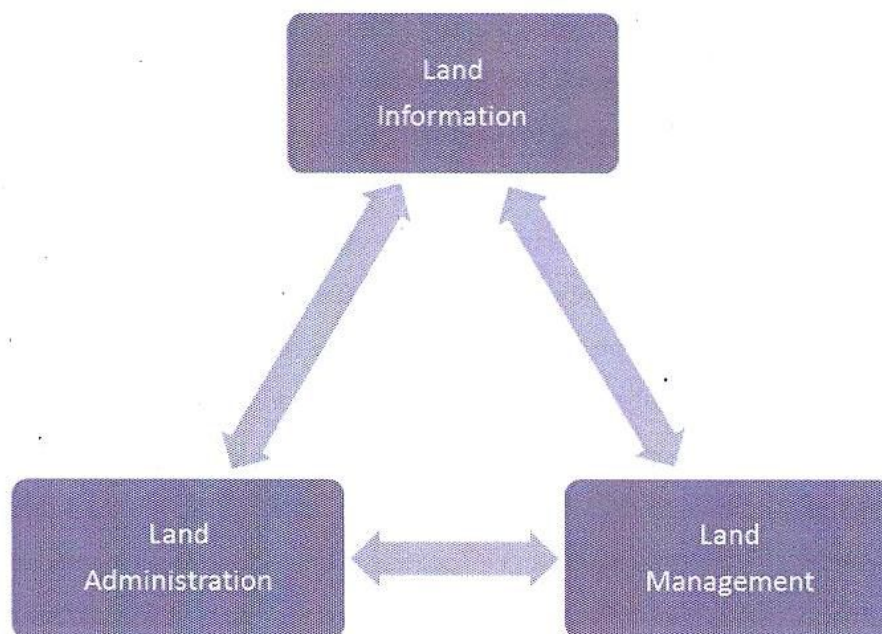 Land
Information
Land
Administration
Land
Management